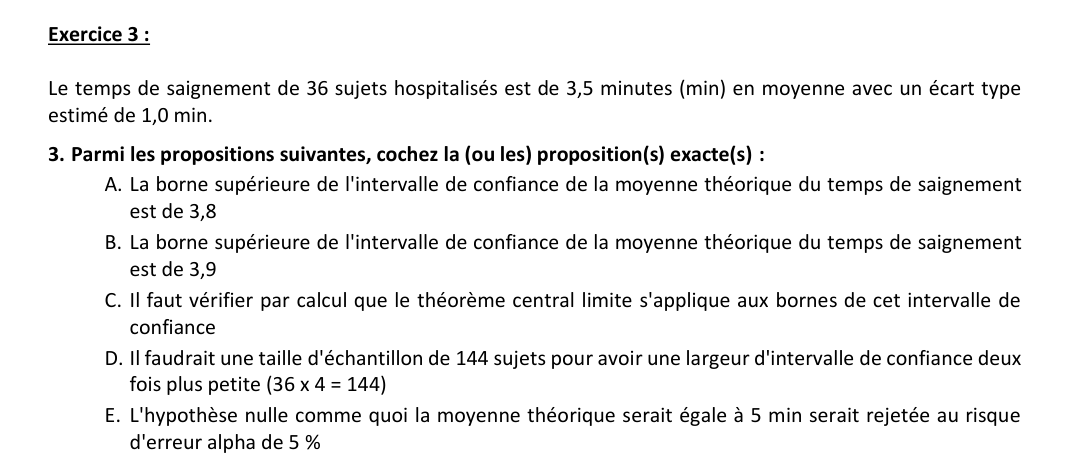 Exercice 3 :
Le temps de saignement de 36 sujets hospitalisés est de 3,5 minutes (min) en moyenne avec un écart type
estimé de 1,0 min.
3. Parmi les propositions suivantes, cochez la (ou les) proposition(s) exacte(s) :
A. La borne supérieure de l'intervalle de confiance de la moyenne théorique du temps de saignement
est de 3,8
B. La borne supérieure de l'intervalle de confiance de la moyenne théorique du temps de saignement
est de 3,9
C. Il faut vérifier par calcul que le théorème central limite s'applique aux bornes de cet intervalle de
confiance
D. Il faudrait une taille d'échantillon de 144 sujets pour avoir une largeur d'intervalle de confiance deux
fois plus petite (36 x 4 = 144)
E. L'hypothèse nulle comme quoi la moyenne théorique serait égale à 5 min serait rejetée au risque
d'erreur alpha de 5 %